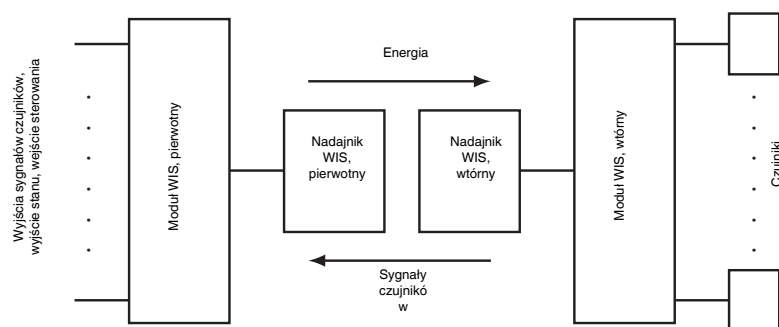 Wyjścia sygnałów czujników,
wyjście stanu, wejście sterowania
Moduł WIS, pierwotny
Energia
Nadajnik
WIS,
pierwotny
Nadajnik
WIS,
wtórny
Sygnały
czujnikó
w
Moduł WIS, wtórny
Czujniki